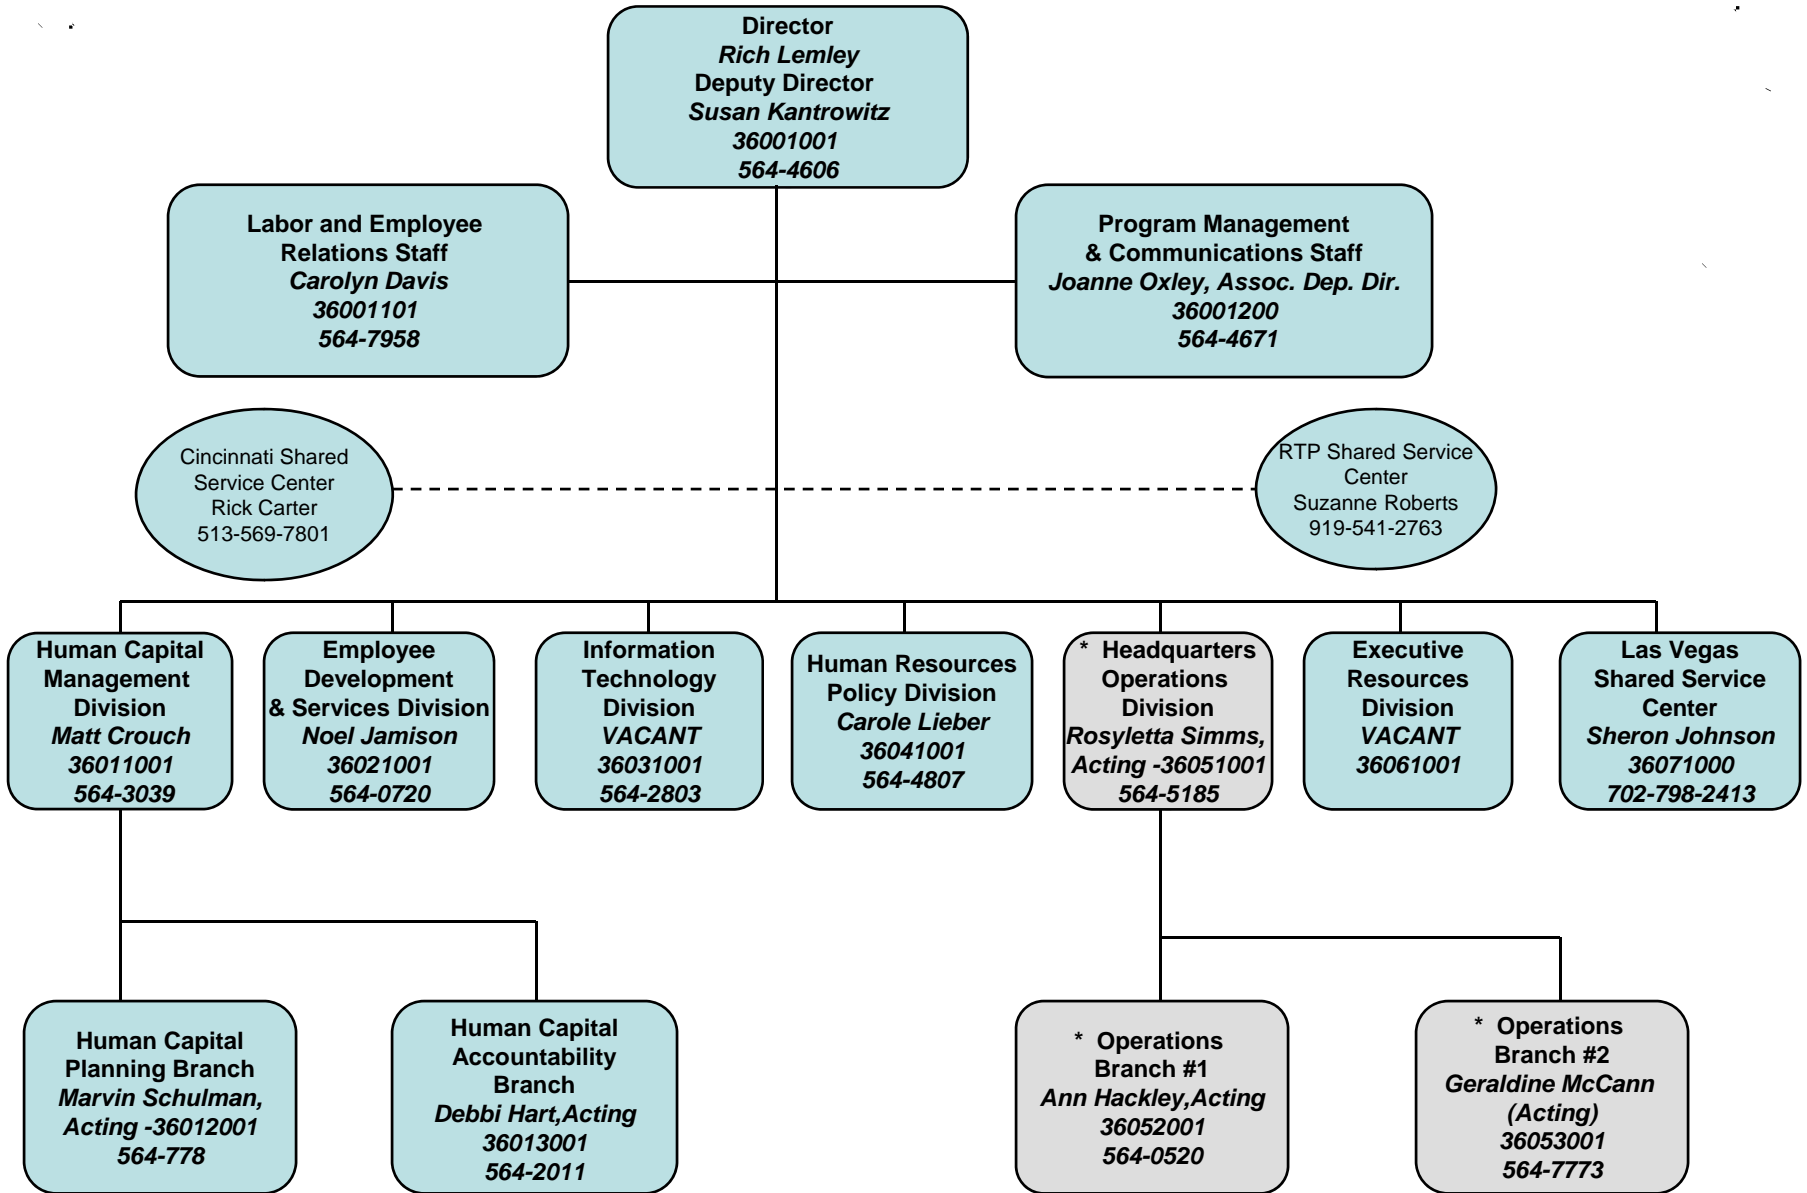 Director
Rich Lemley
Deputy Director
Susan Kantrowitz
36001001
564-4606
Labor and Employee
Relations Staff
Carolyn Davis
36001101
564-7958
Program Management
& Communications Staff
Joanne Oxley, Assoc. Dep. Dir.
36001200
564-4671
Cincinnati Shared
Service Center
Rick Carter
513-569-7801
RTP Shared Service
Center
Suzanne Roberts
919-541-2763
Human Capital
Management
Division
Matt Crouch
36011001
564-3039
Employee
Development
& Services Division
Noel Jamison
36021001
564-0720
Information
Technology
Division
VACANT
36031001
564-2803
Human Resources
Policy Division
Carole Lieber
36041001
564-4807
* Headquarters
Operations
Division
Rosyletta Simms,
Acting -36051001
564-5185
Executive
Resources
Division
VACANT
36061001
Las Vegas
Shared Service
Center
Sheron Johnson
36071000
702-798-2413
Human Capital
Planning Branch
Marvin Schulman,
Acting -36012001
564-778
Human Capital
Accountability
Branch
Debbi Hart,Acting
36013001
564-2011
* Operations
Branch #1
Ann Hackley,Acting
36052001
564-0520
* Operations
Branch #2
Geraldine McCann
(Acting)
36053001
564-7773